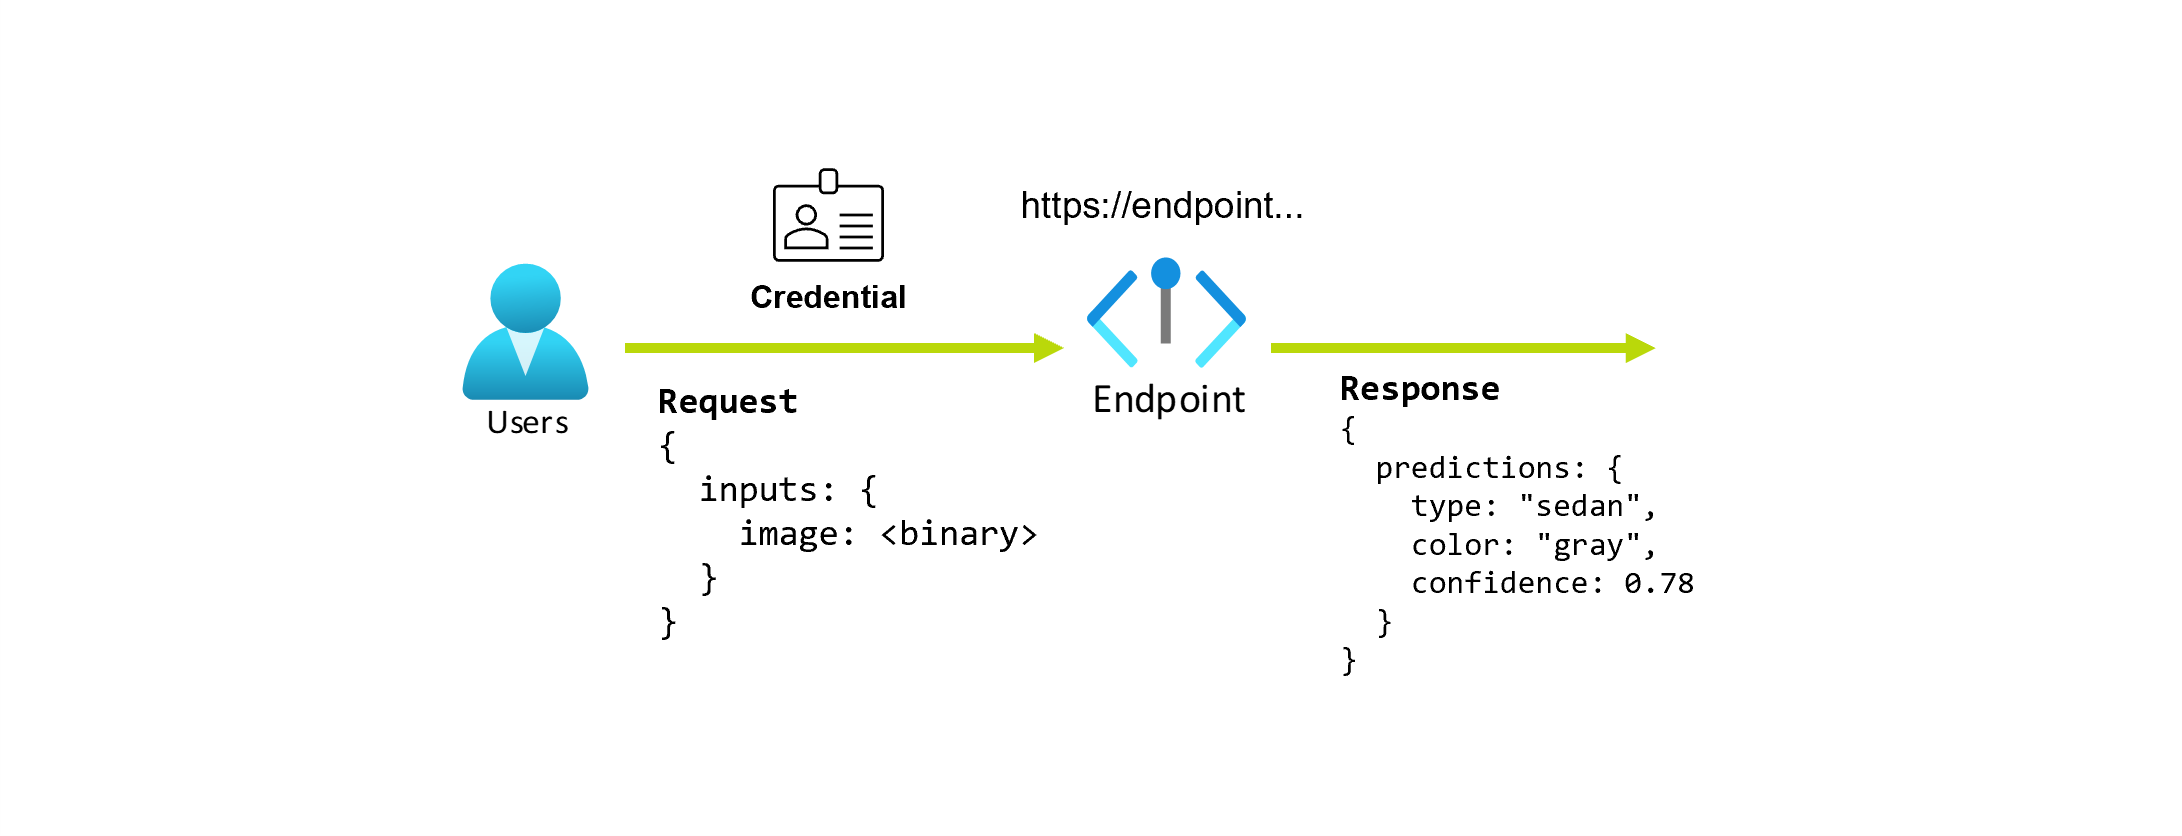 Credential
https://endpoint...
Users
Request
{
  inputs: {
    image: <binary>
  }
}
Endpoint
Response
{
  predictions: {
    type: "sedan",
    color: "gray",
    confidence: 0.78
  }
}